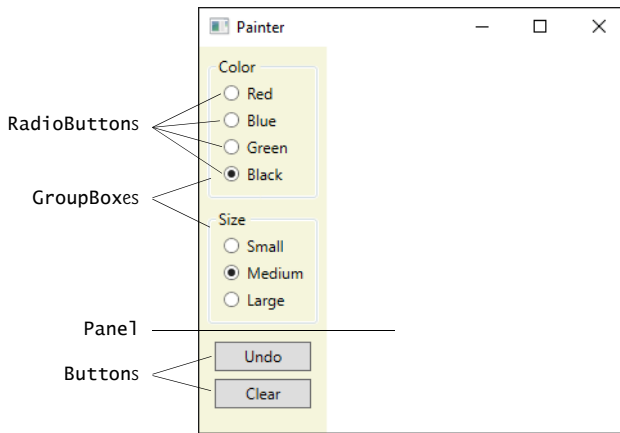 Painter
Color
Red
RadioButtons
Blue
Green
Black
GroupBoxes
Size
Small
Medium
Large
Panel
Undo
Buttons
Clear